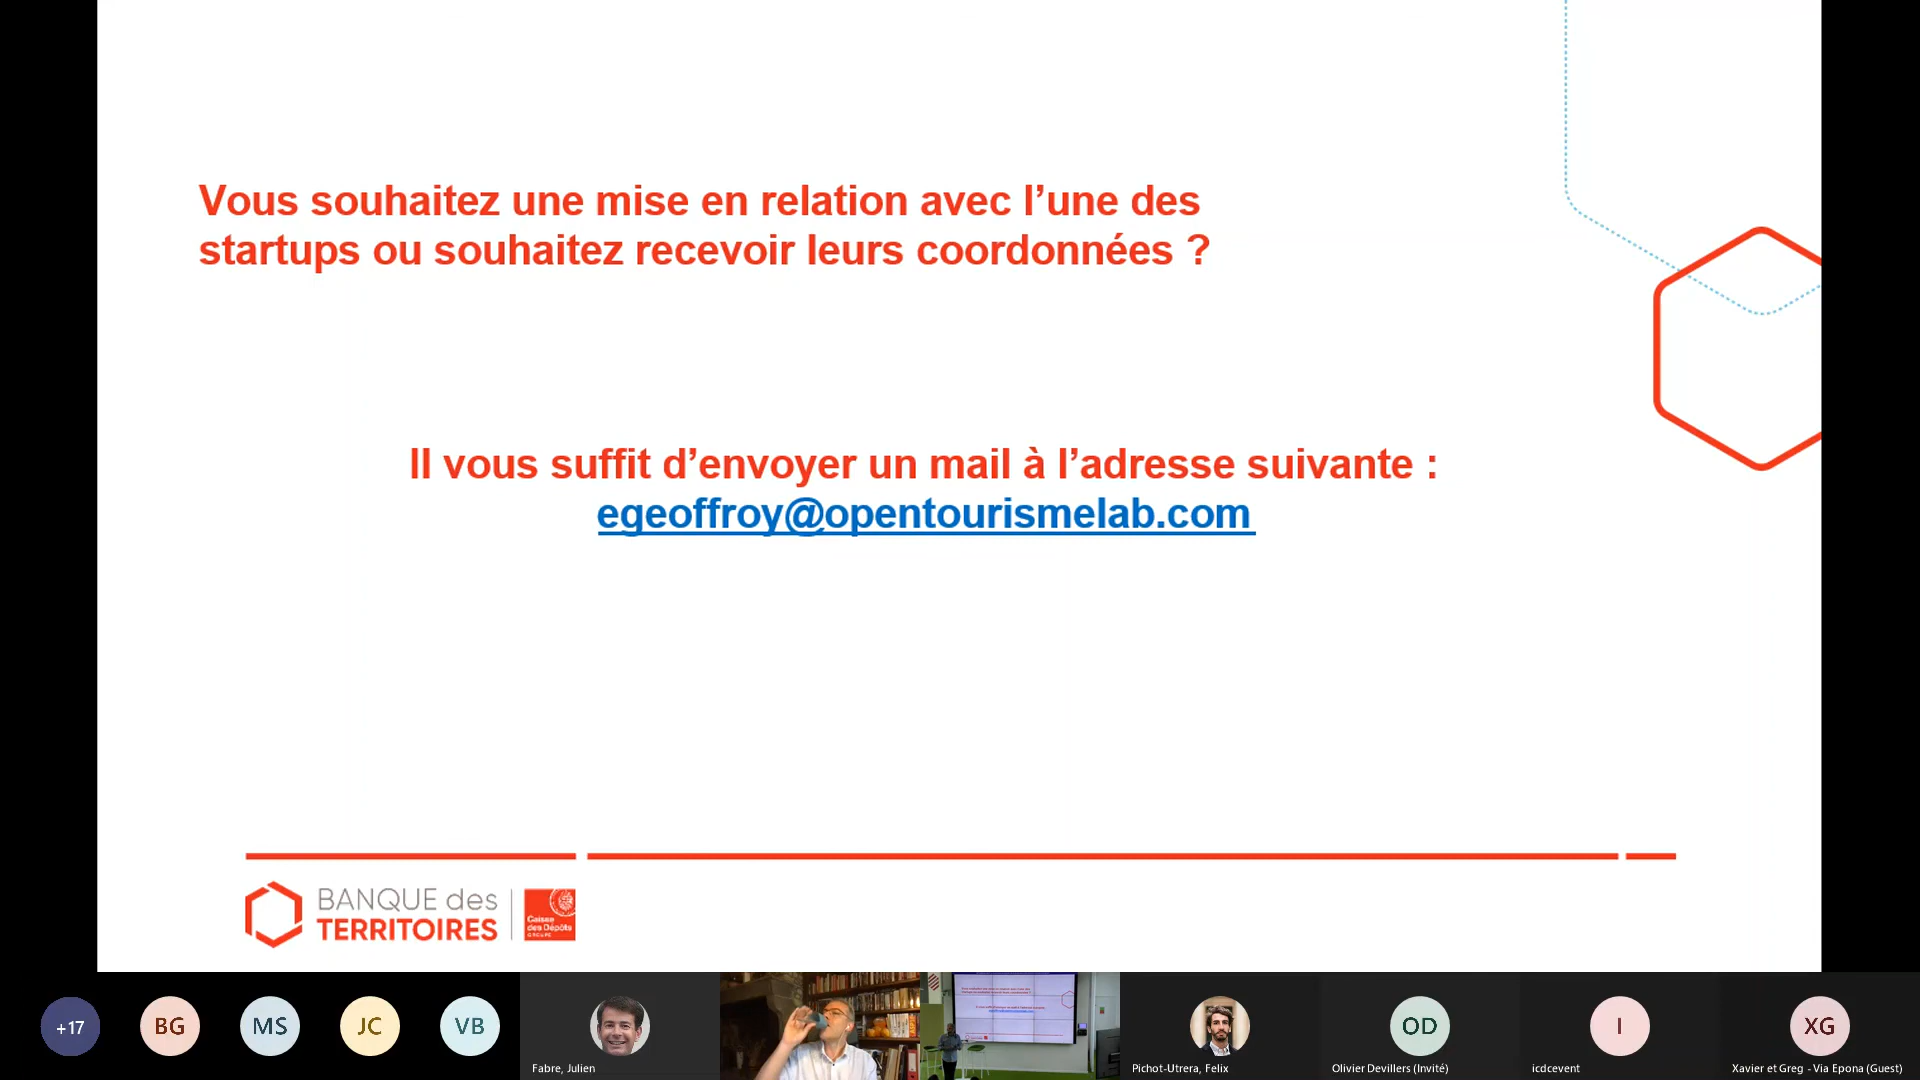 Vous souhaitez une mise en relation avec l’une des
startups ou souhaitez recevoir leurs coordonnées ?
Il vous suffit d’envoyer un mail à l’adresse suivante :
egeoffroy@opentourismelab.com
BANQUE des
TERRITOIRES
Caisse
des Dépôts
GROUPE
+17
BG
MS
JC
VB
Fabre, Julien
Pichot-Utrera, Felix
OD
Olivier Devillers (Invité)
I
icdcevent
XG
Xavier et Greg - Via Epona (Guest)